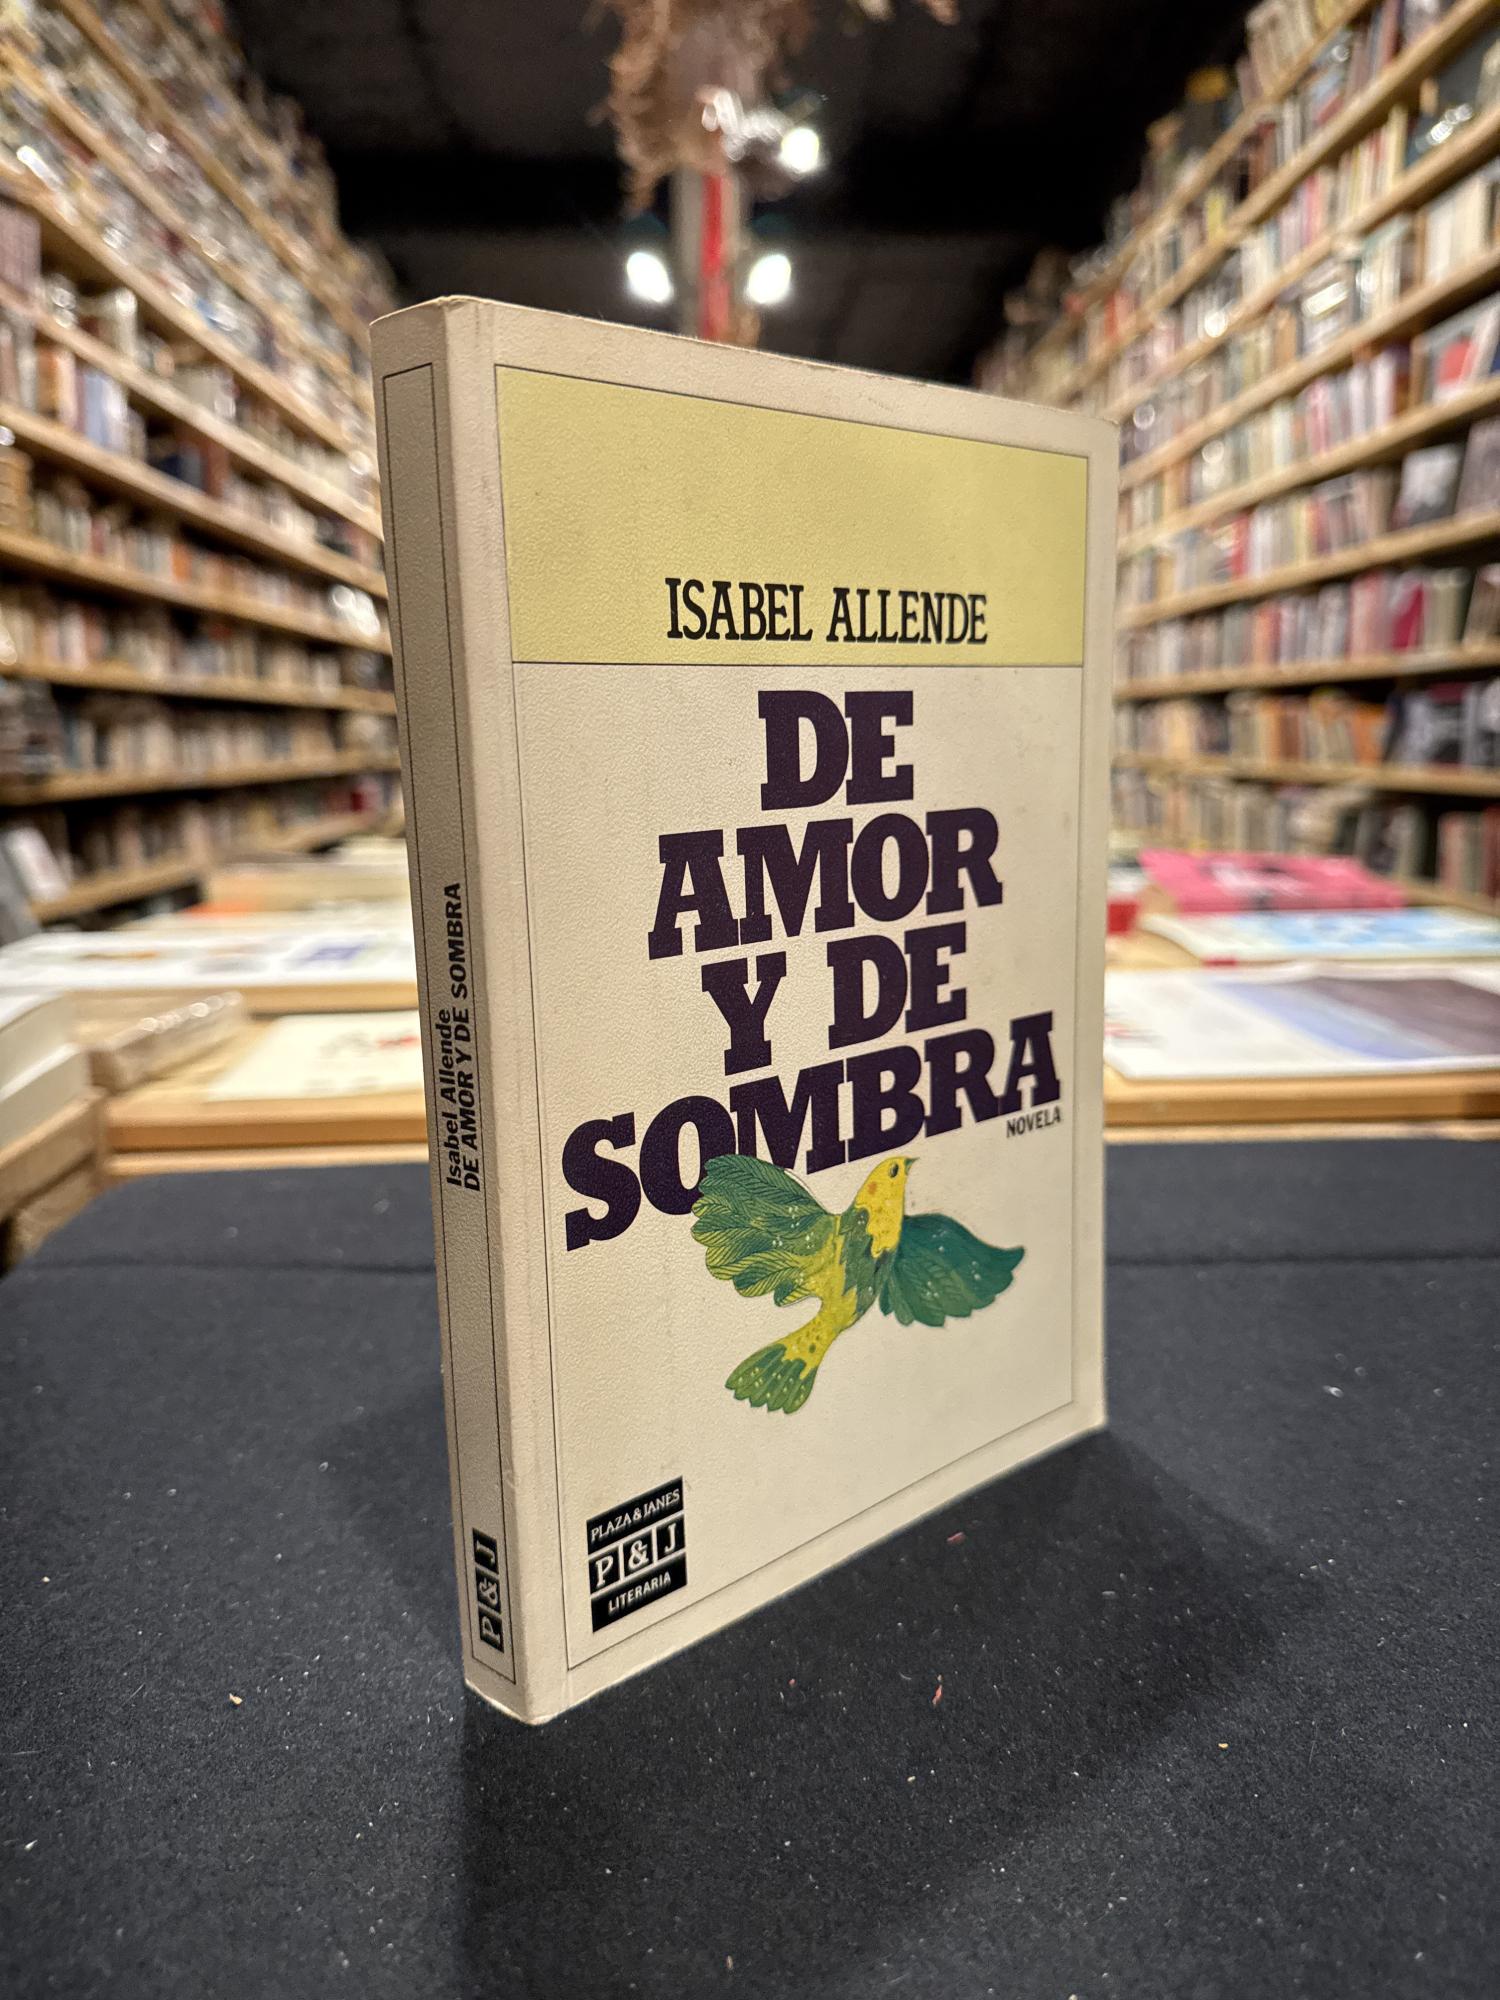 ISABEL ALLENDE
DE
AMOR
Y DE
SOMBRA
NOVELA
PLAZA & JANES
P & J
LITERARIA
Isabel Allende
DE AMOR Y DE SOMBRA
P & J